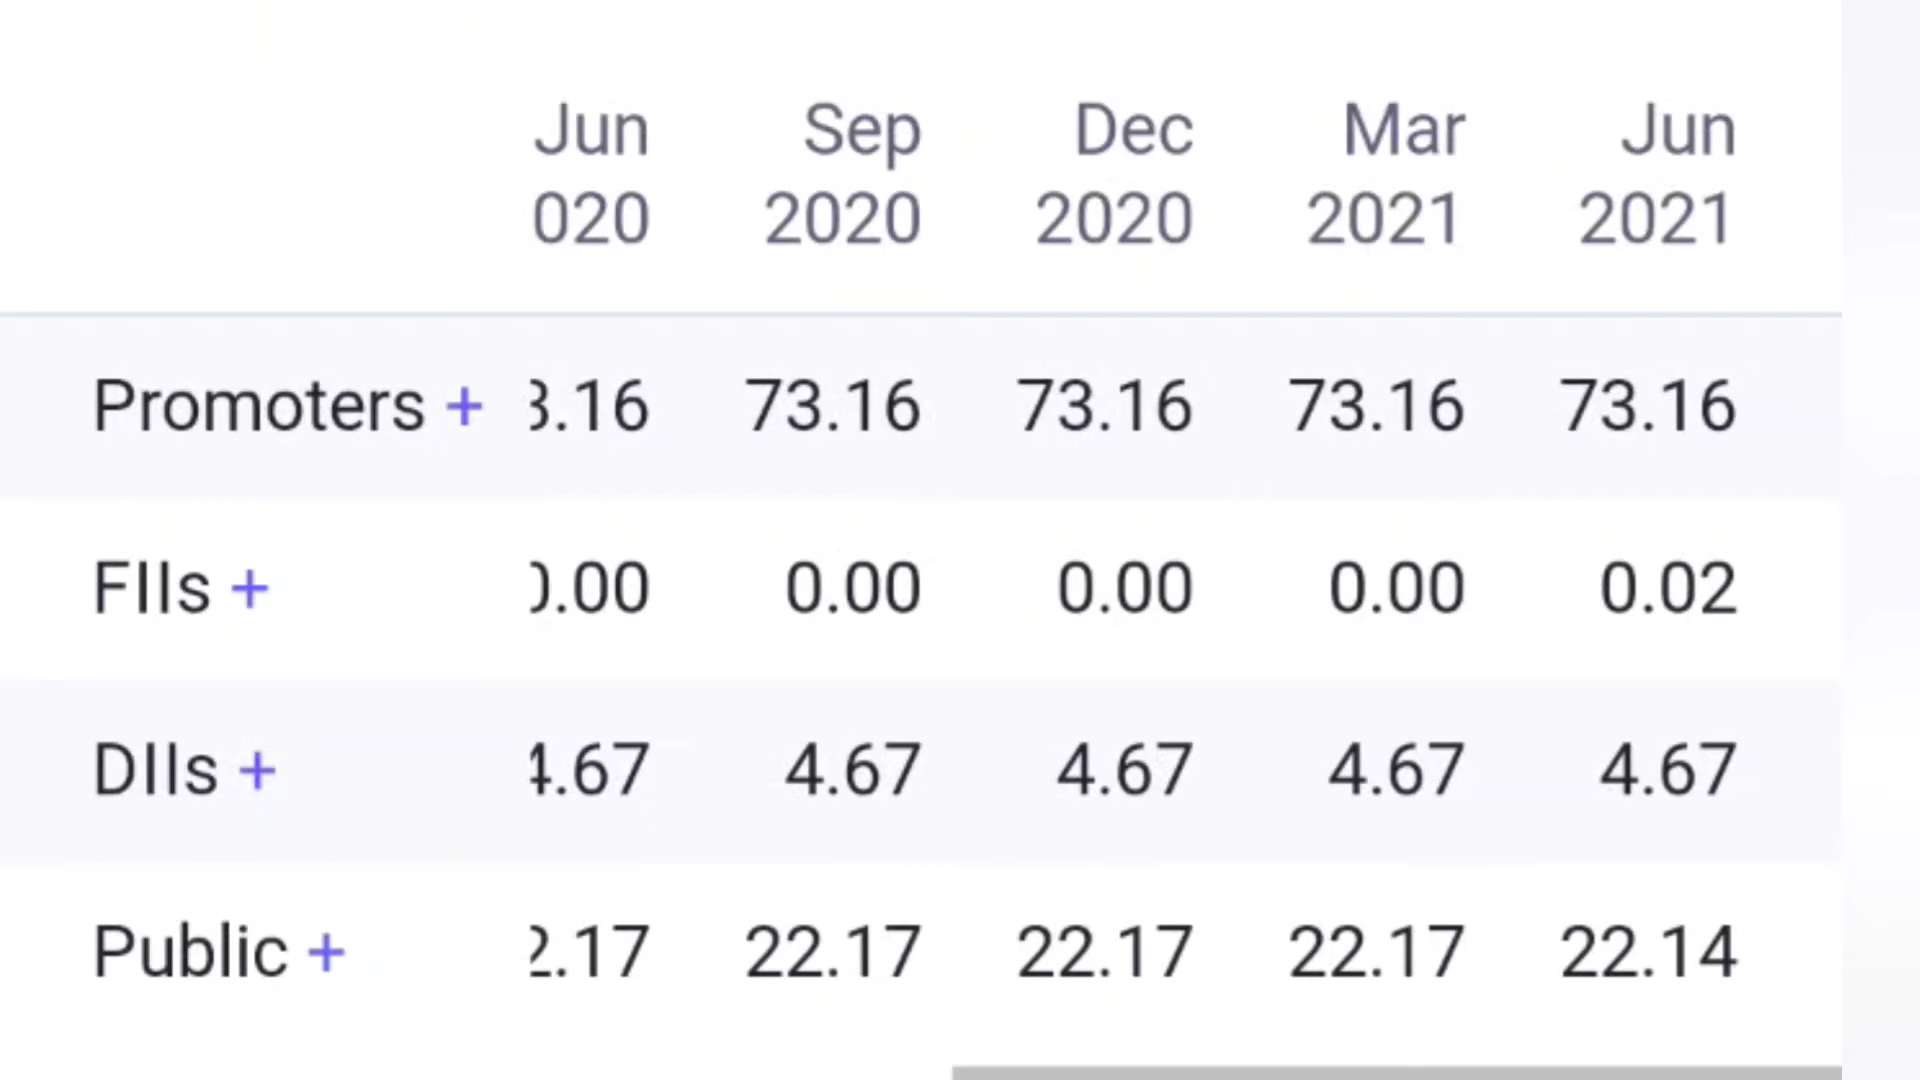 Jun Sep Dec Mar Jun
020 2020 2020 2021 2021
Promoters + 3.16 73.16 73.16 73.16 73.16
FIIs + 0.00 0.00 0.00 0.00 0.02
DIIs + 4.67 4.67 4.67 4.67 4.67
Public + 2.17 22.17 22.17 22.17 22.14